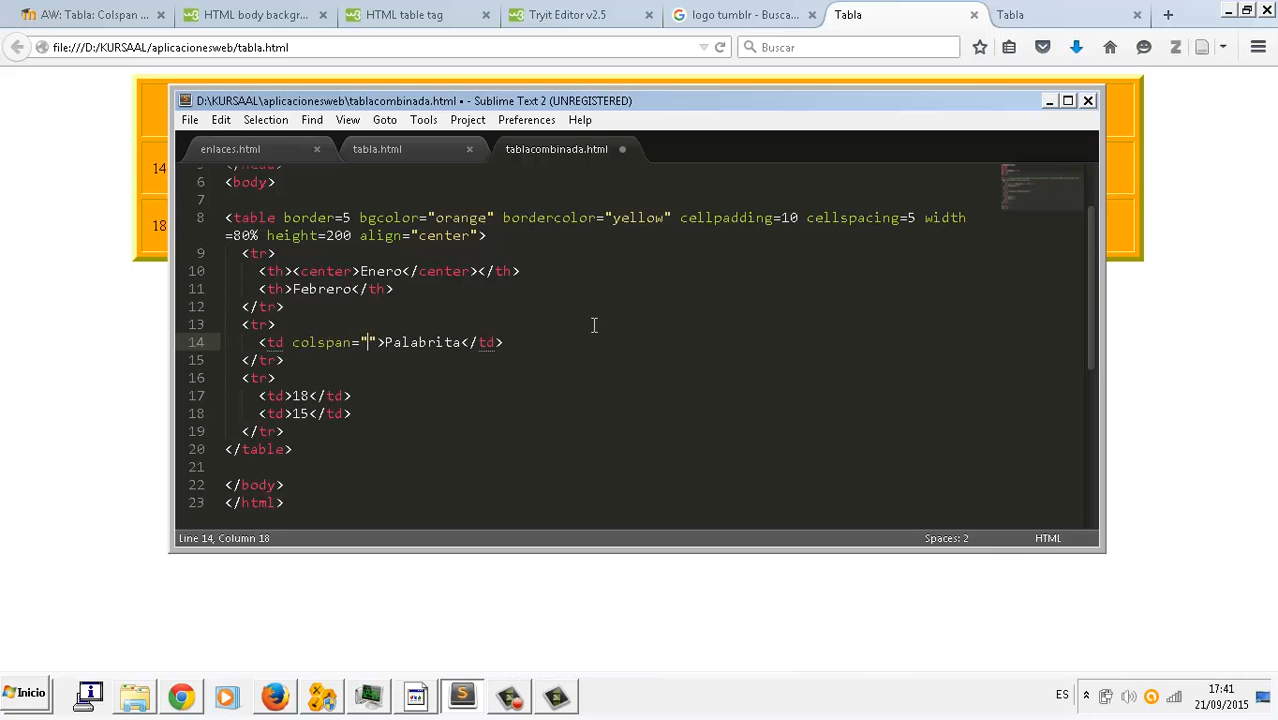 AW: Tabla: Colspan ...
HTML body backgr...
HTML table tag
Tryit Editor v2.5
logo tumblr - Busca...
Tabla
Tabla
file:///D:/KURSAAL/aplicacionesweb/tabla.html
Buscar
D:\KURSAAL\aplicacionesweb\tablacombinada.html • - Sublime Text 2 (UNREGISTERED)
File Edit Selection Find View Goto Tools Project Preferences Help
enlaces.html
tabla.html
tablacombinada.html
14
18
6 <body>
7
8 <table border=5 bgcolor="orange" bordercolor="yellow" cellpadding=10 cellspacing=5 width
=80% height=200 align="center">
9 <tr>
10 <th><center>Enero</center></th>
11 <th>Febrero</th>
12 </tr>
13 <tr>
14 <td colspan="">Palabrita</td>
15 </tr>
16 <tr>
17 <td>18</td>
18 <td>15</td>
19 </tr>
20 </table>
21
22 </body>
23 </html>
Line 14, Column 18
Spaces: 2
HTML
Inicio
ES
17:41
21/09/2015